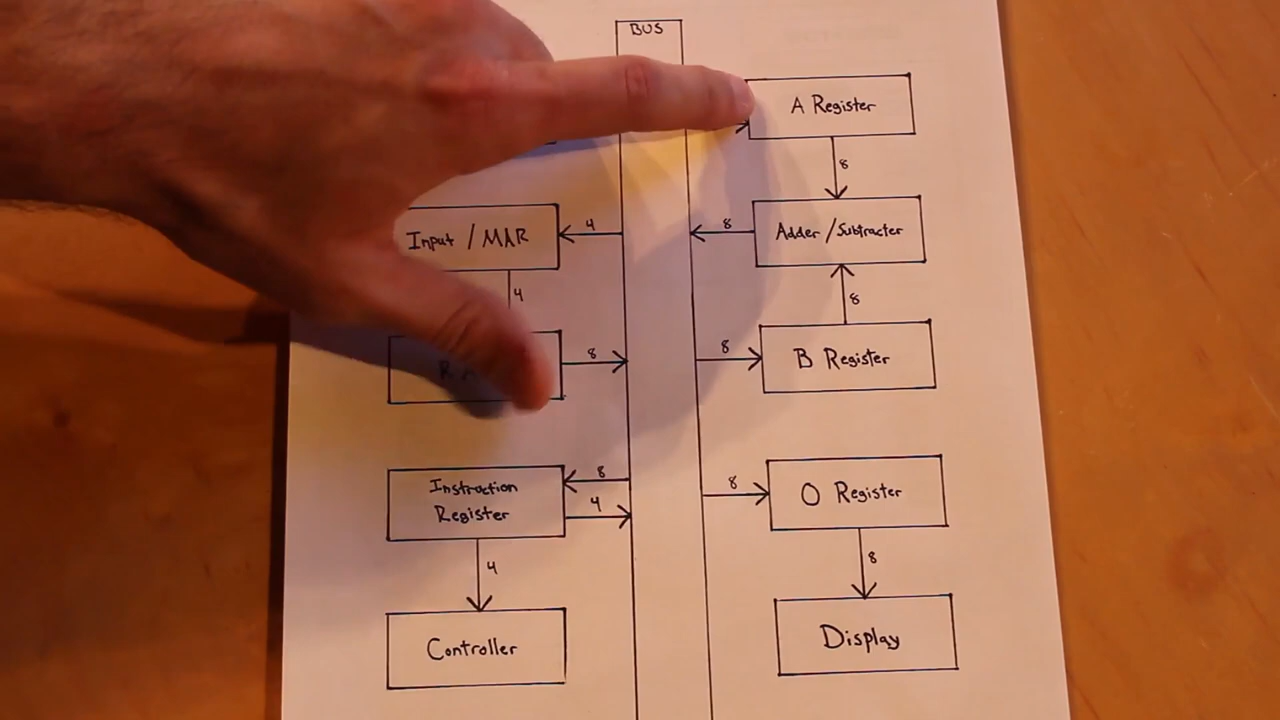 BUS
A Register
8
Input / MAR
4
8
Adder / Subtracter
4
8
8
8
B Register
Instruction
Register
8
4
8
O Register
4
8
Controller
Display